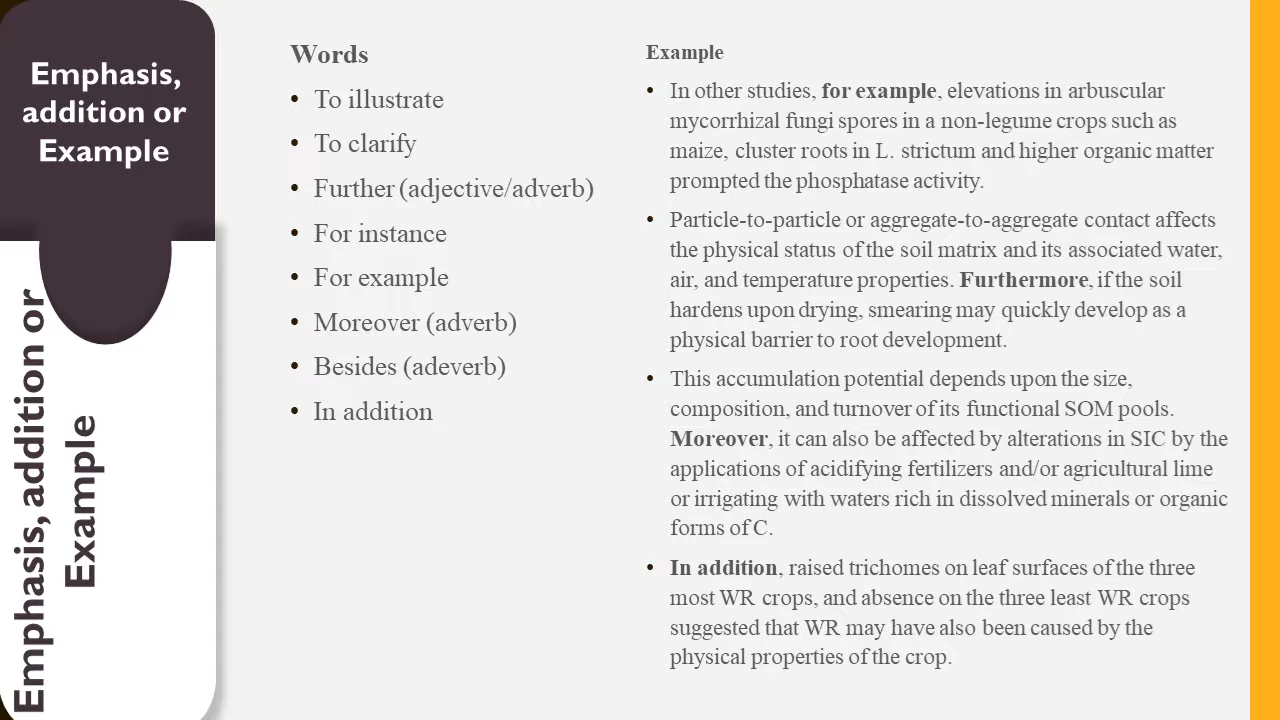 Emphasis,
addition or
Example
Emphasis, addition or
Example
Words
• To illustrate
• To clarify
• Further (adjective/adverb)
• For instance
• For example
• Moreover (adverb)
• Besides (adeverb)
• In addition
Example
• In other studies, for example, elevations in arbuscular
mycorrhizal fungi spores in a non-legume crops such as
maize, cluster roots in L. strictum and higher organic matter
prompted the phosphatase activity.
• Particle-to-particle or aggregate-to-aggregate contact affects
the physical status of the soil matrix and its associated water,
air, and temperature properties. Furthermore, if the soil
hardens upon drying, smearing may quickly develop as a
physical barrier to root development.
• This accumulation potential depends upon the size,
composition, and turnover of its functional SOM pools.
Moreover, it can also be affected by alterations in SIC by the
applications of acidifying fertilizers and/or agricultural lime
or irrigating with waters rich in dissolved minerals or organic
forms of C.
• In addition, raised trichomes on leaf surfaces of the three
most WR crops, and absence on the three least WR crops
suggested that WR may have also been caused by the
physical properties of the crop.